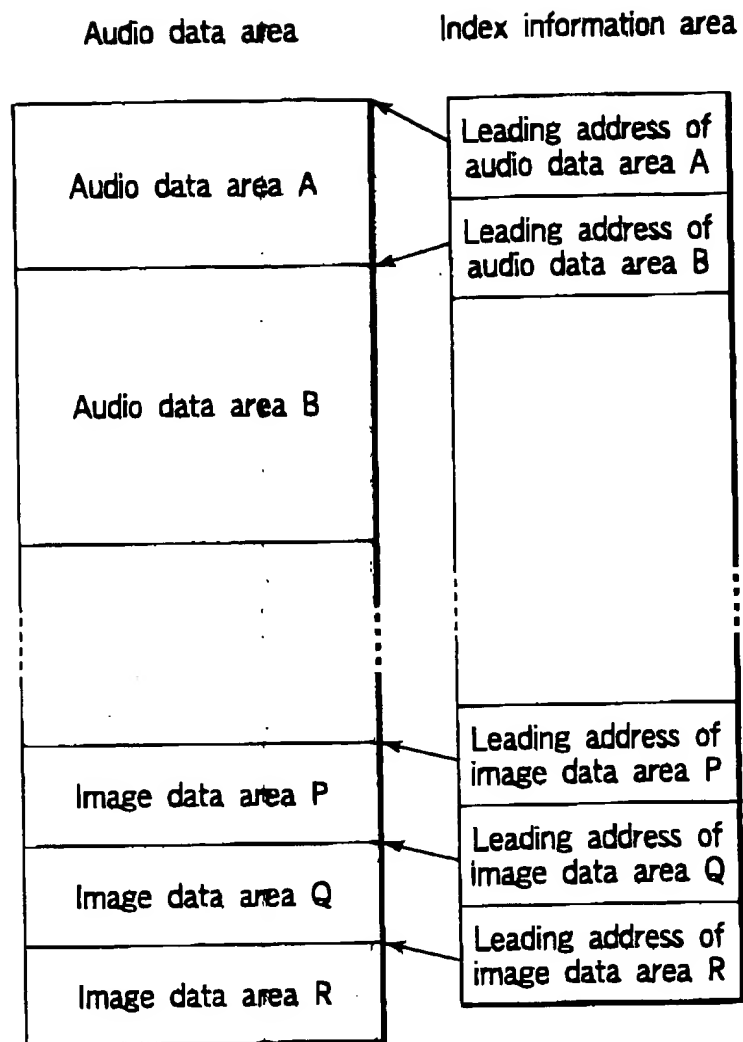 Audio data area
Index information area
Audio data area A
Audio data area B
Image data area P
Image data area Q
Image data area R
Leading address of
audio data area A
Leading address of
audio data area B
Leading address of
image data area P
Leading address of
image data area Q
Leading address of
image data area R